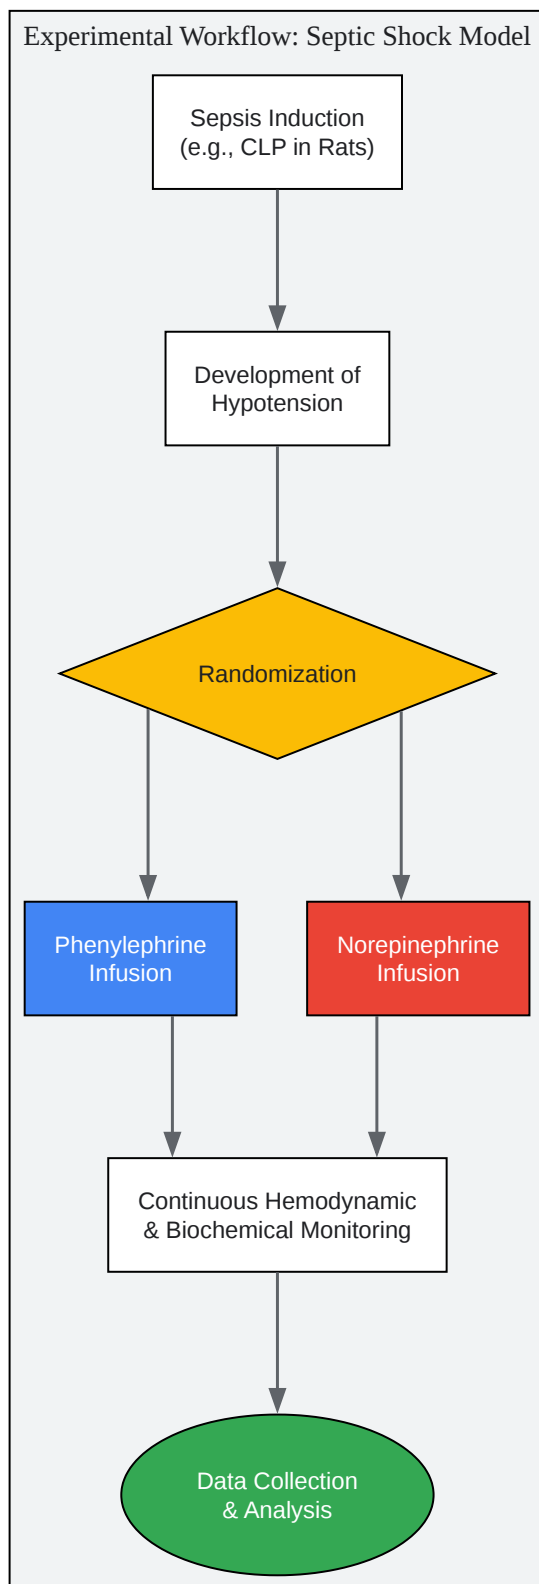 Experimental Workflow: Septic Shock Model
Sepsis Induction
(e.g., CLP in Rats)
Development of
Hypotension
Randomization
Phenylephrine
Infusion
Norepinephrine
Infusion
Continuous Hemodynamic
& Biochemical Monitoring
Data Collection
& Analysis